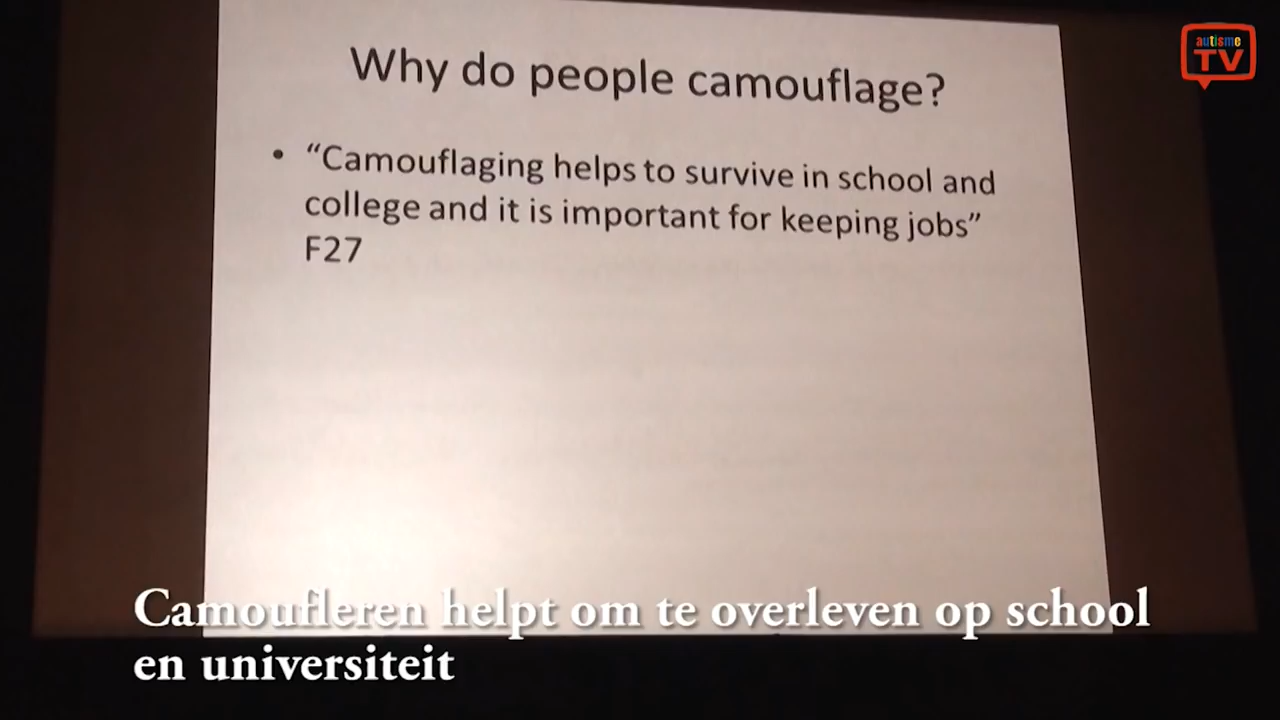 autisme
TV
Why do people camouflage?
• “Camouflaging helps to survive in school and
college and it is important for keeping jobs”
F27
Camoufleren helpt om te overleven op school
en universiteit